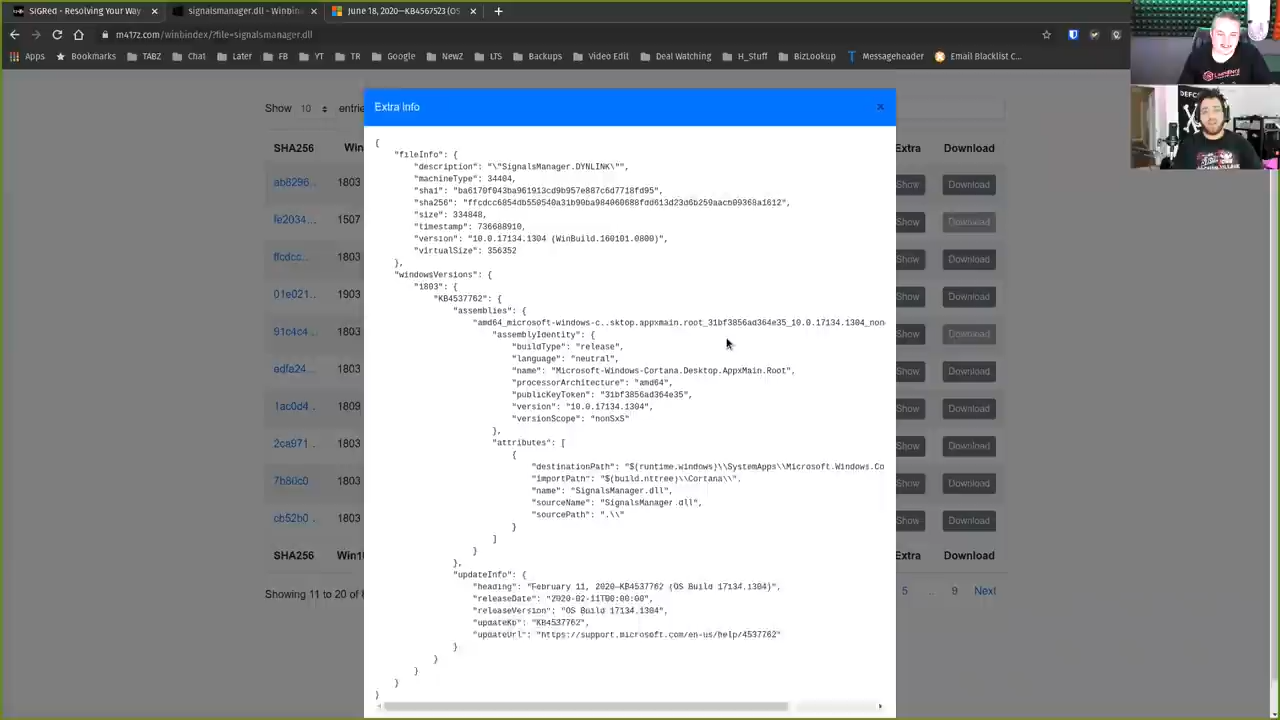 SIGRed - Resolving Your Way
signalsmanager.dll - Winbin
June 18, 2020—KB4567523 (OS
m417z.com/winbindex/?file=signalsmanager.dll
Apps Bookmarks TABZ Chat Later FB YT TR Google NewZ LTS Backups Video Edit Deal Watching H_Stuff BizLookup Messageheader Email Blacklist C...
DEFC
Show 10 entrie
Extra info
×
SHA256 Win
Extra Download
ab8296... 1803 Show Download
fe2034... 1507 Show Download
ffcdcc... 1803 Show Download
01e021... 1903 Show Download
91c4c4... 1803 Show Download
edfa24... 1803 Show Download
1ac0d4... 1809 Show Download
2ca971... 1803 Show Download
7b80c0... 1803 Show Download
cb52b0... 1803 Show Download
SHA256 Win1
Extra Download
Showing 11 to 20 of
5 .. 9 Next
{
"fileInfo": {
"description": "\"SignalsManager.DYNLINK\"",
"machineType": 34404,
"sha1": "ba6170f043ba961913cd9b957e887c6d7718fd95",
"sha256": "ffcdcc6854db550540a31b90ba984060688fdd613d23d6b259aacb09368a1612",
"size": 334848,
"timestamp": 736688910,
"version": "10.0.17134.1304 (WinBuild.160101.0800)",
"virtualSize": 356352
},
"windowsVersions": {
"1803": {
"KB4537762": {
"assemblies": {
"amd64_microsoft-windows-c..sktop.appxmain.root_31bf3856ad364e35_10.0.17134.1304_non
"assemblyIdentity": {
"buildType": "release",
"language": "neutral",
"name": "Microsoft-Windows-Cortana.Desktop.AppxMain.Root",
"processorArchitecture": "amd64",
"publicKeyToken": "31bf3856ad364e35",
"version": "10.0.17134.1304",
"versionScope": "nonSxS"
},
"attributes": [
{
"destinationPath": "$(runtime.windows)\\SystemApps\\Microsoft.Windows.Co
"importPath": "$(build.nttree)\\Cortana\\",
"name": "SignalsManager.dll",
"sourceName": "SignalsManager.dll",
"sourcePath": ".\\"
}
]
}
},
"updateInfo": {
"heading": "February 11, 2020—KB4537762 (OS Build 17134.1304)",
"releaseDate": "2020-02-11T00:00:00",
"releaseVersion": "OS Build 17134.1304",
"updateKb": "KB4537762",
"updateUrl": "https://support.microsoft.com/en-us/help/4537762"
}
}
}
}
}